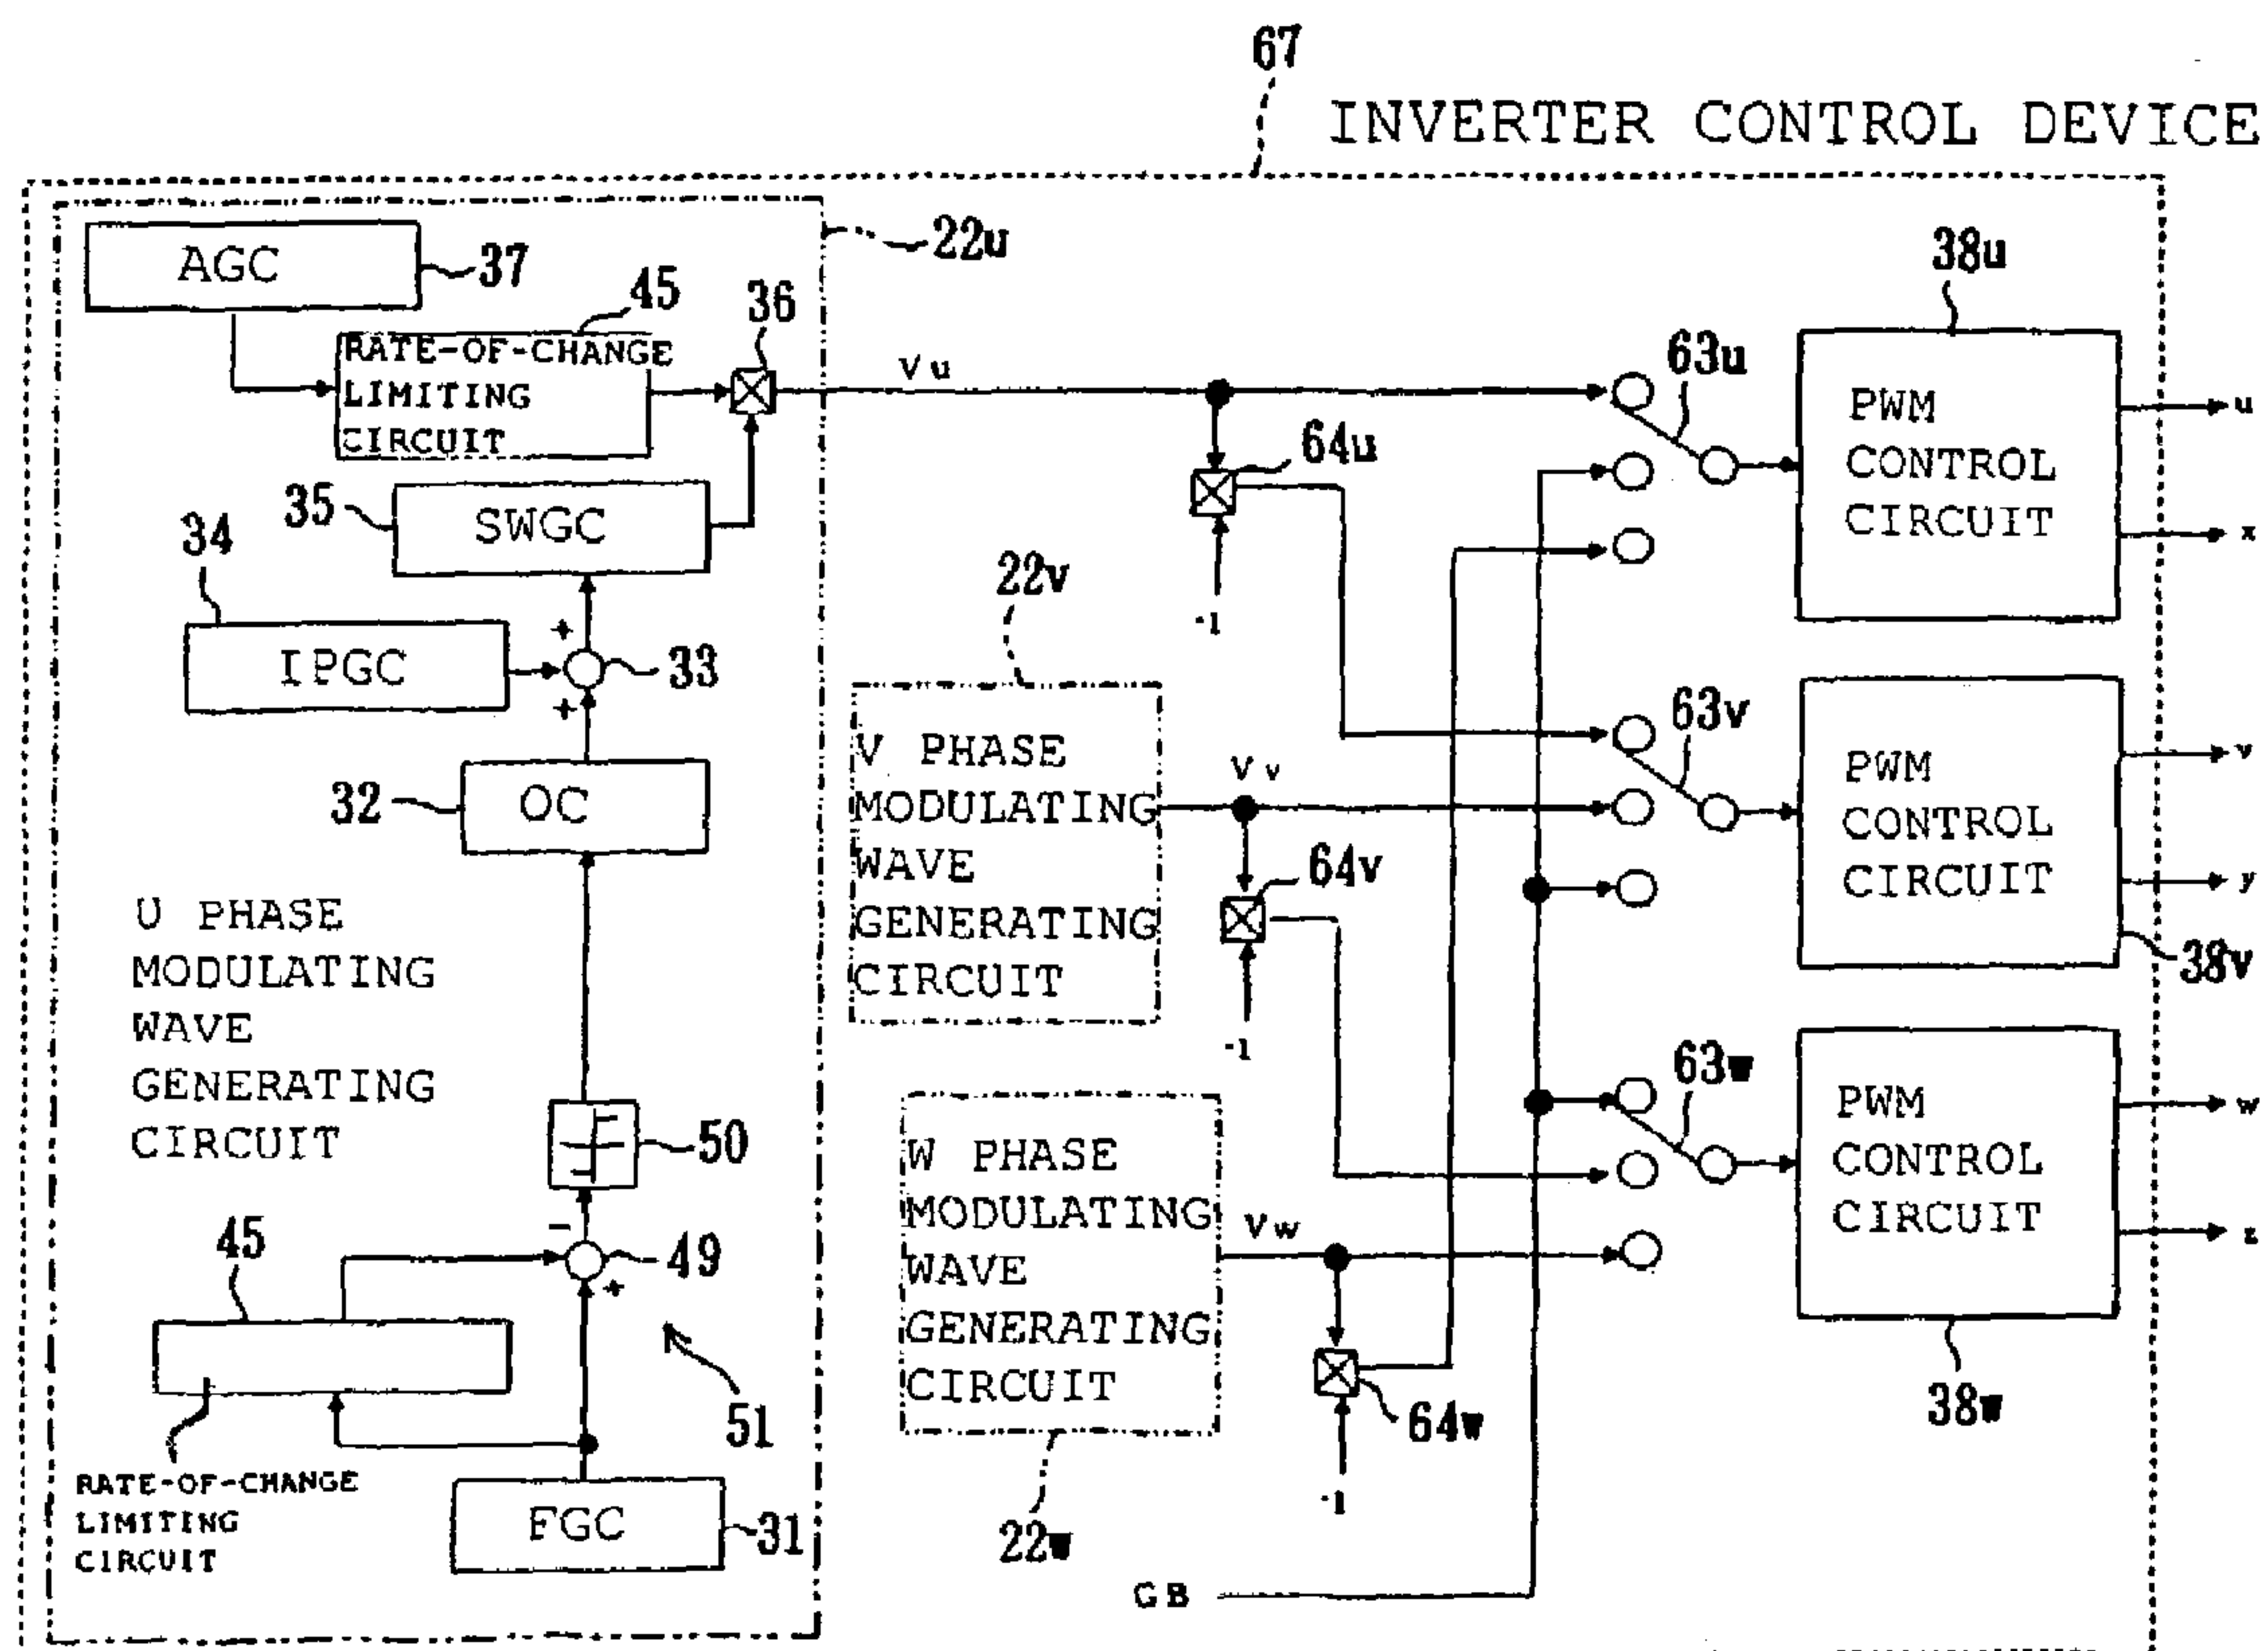 67
INVERTER CONTROL DEVICE
AGC
37
22u
45
36
RATE-OF-CHANGE
LIMITING
CIRCUIT
Vu
63u
38u
PWM
CONTROL
CIRCUIT
u
x
64u
-1
35
SWGC
34
IPGC
+
+
33
32
OC
22v
V PHASE
MODULATING
WAVE
GENERATING
CIRCUIT
Vv
64v
-1
63v
PWM
CONTROL
CIRCUIT
v
y
38v
U PHASE
MODULATING
WAVE
GENERATING
CIRCUIT
50
-
49
+
45
51
RATE-OF-CHANGE
LIMITING
CIRCUIT
FGC
31
W PHASE
MODULATING
WAVE
GENERATING
CIRCUIT
Vw
64w
-1
22w
GB
63w
PWM
CONTROL
CIRCUIT
w
z
38w